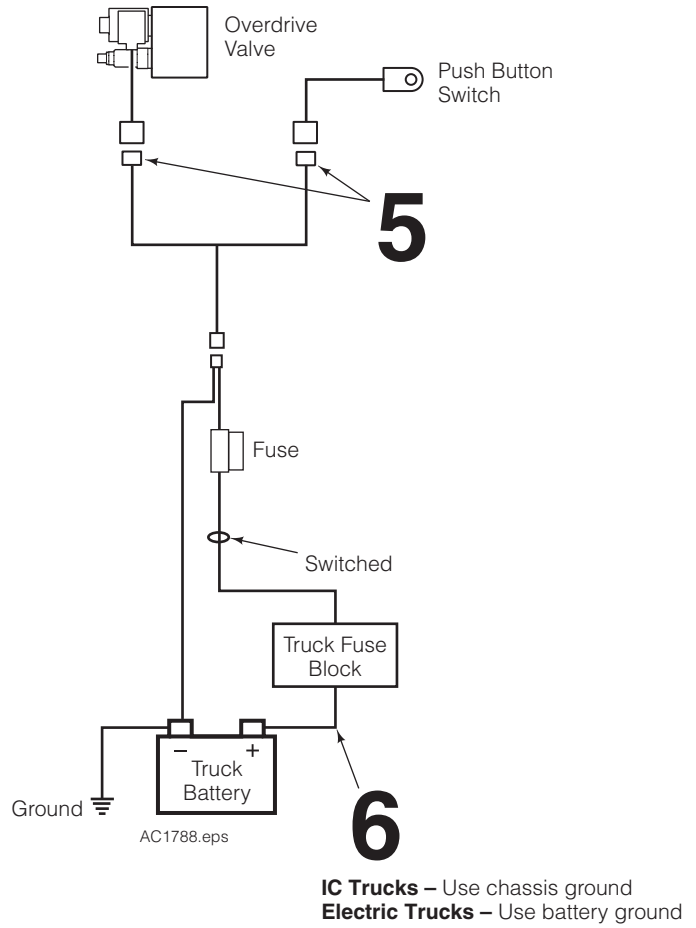 Overdrive
Valve
Push Button
Switch
5
Fuse
Switched
Truck Fuse
Block
– +
Truck
Battery
Ground
AC1788.eps
6
IC Trucks – Use chassis ground
Electric Trucks – Use battery ground